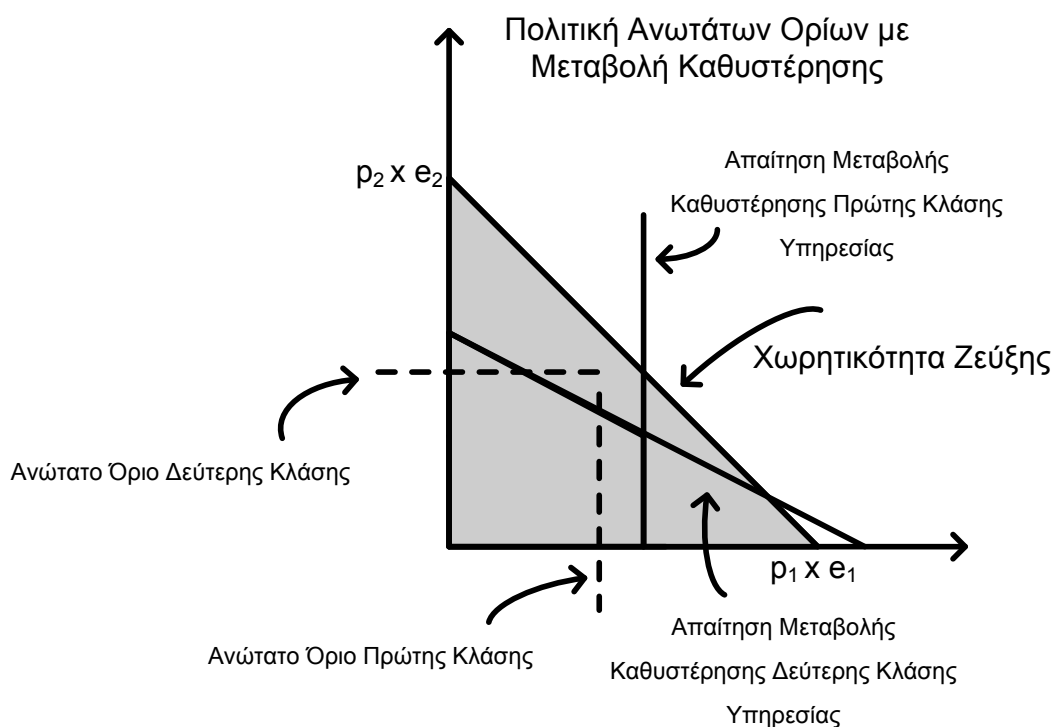 Πολιτική Ανωτάτων Ορίων με
Μεταβολή Καθυστέρησης
p₂ x e₂
Απαίτηση Μεταβολής
Καθυστέρησης Πρώτης Κλάσης
Υπηρεσίας
Χωρητικότητα Ζεύξης
Ανώτατο Όριο Δεύτερης Κλάσης
p₁ x e₁
Ανώτατο Όριο Πρώτης Κλάσης
Απαίτηση Μεταβολής
Καθυστέρησης Δεύτερης Κλάσης
Υπηρεσίας